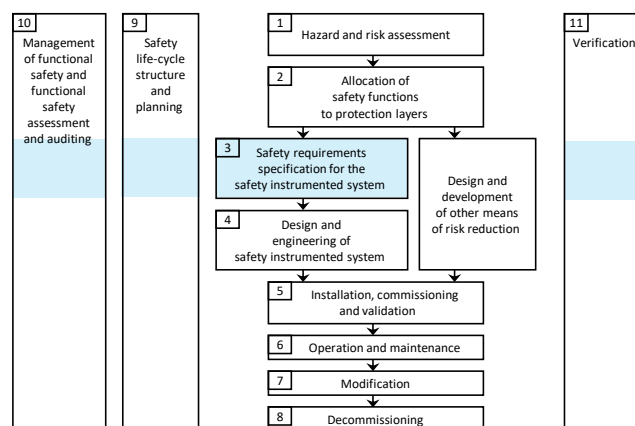 10
Management
of functional
safety and
functional
safety
assessment
and auditing
9
Safety
life-cycle
structure
and
planning
1
Hazard and risk assessment
2
Allocation of
safety functions
to protection layers
3
Safety requirements
specification for the
safety instrumented system
4
Design and
engineering of
safety instrumented system
Design and
development
of other means
of risk reduction
5
Installation, commissioning
and validation
6
Operation and maintenance
7
Modification
8
Decommissioning
11
Verification